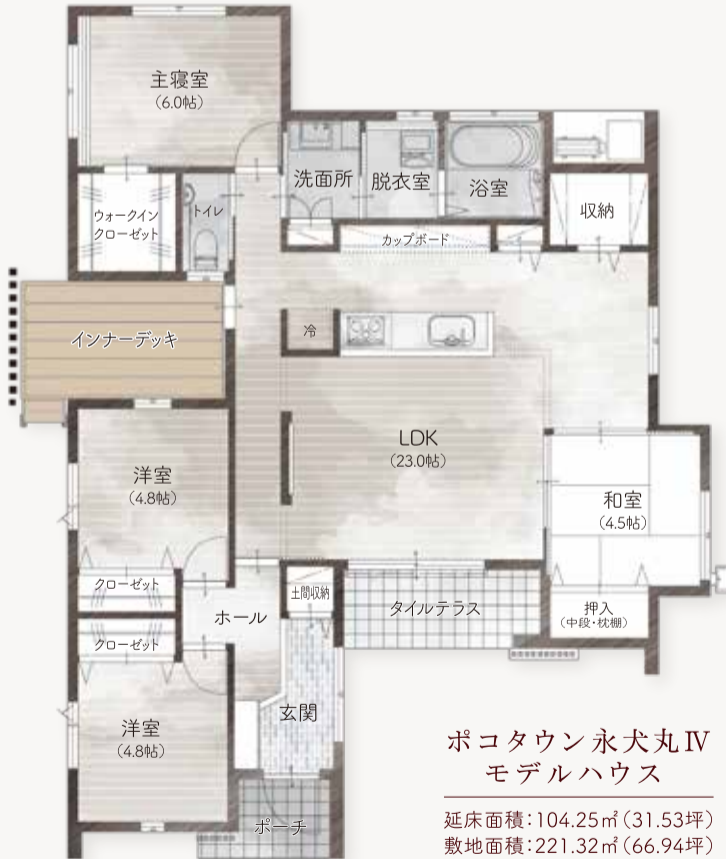 主寝室
(6.0帖)
洗面所
脱衣室
浴室
収納
ウォークイン
クローゼット
トイレ
カップボード
インナーデッキ
冷
LDK
(23.0帖)
洋室
(4.8帖)
和室
(4.5帖)
クローゼット
ホール
土間収納
タイルテラス
押入
(中段・枕棚)
クローゼット
洋室
(4.8帖)
玄関
ポーチ
ポコタウン永犬丸Ⅳ
モデルハウス
延床面積:104.25㎡(31.53坪)
敷地面積:221.32㎡(66.94坪)